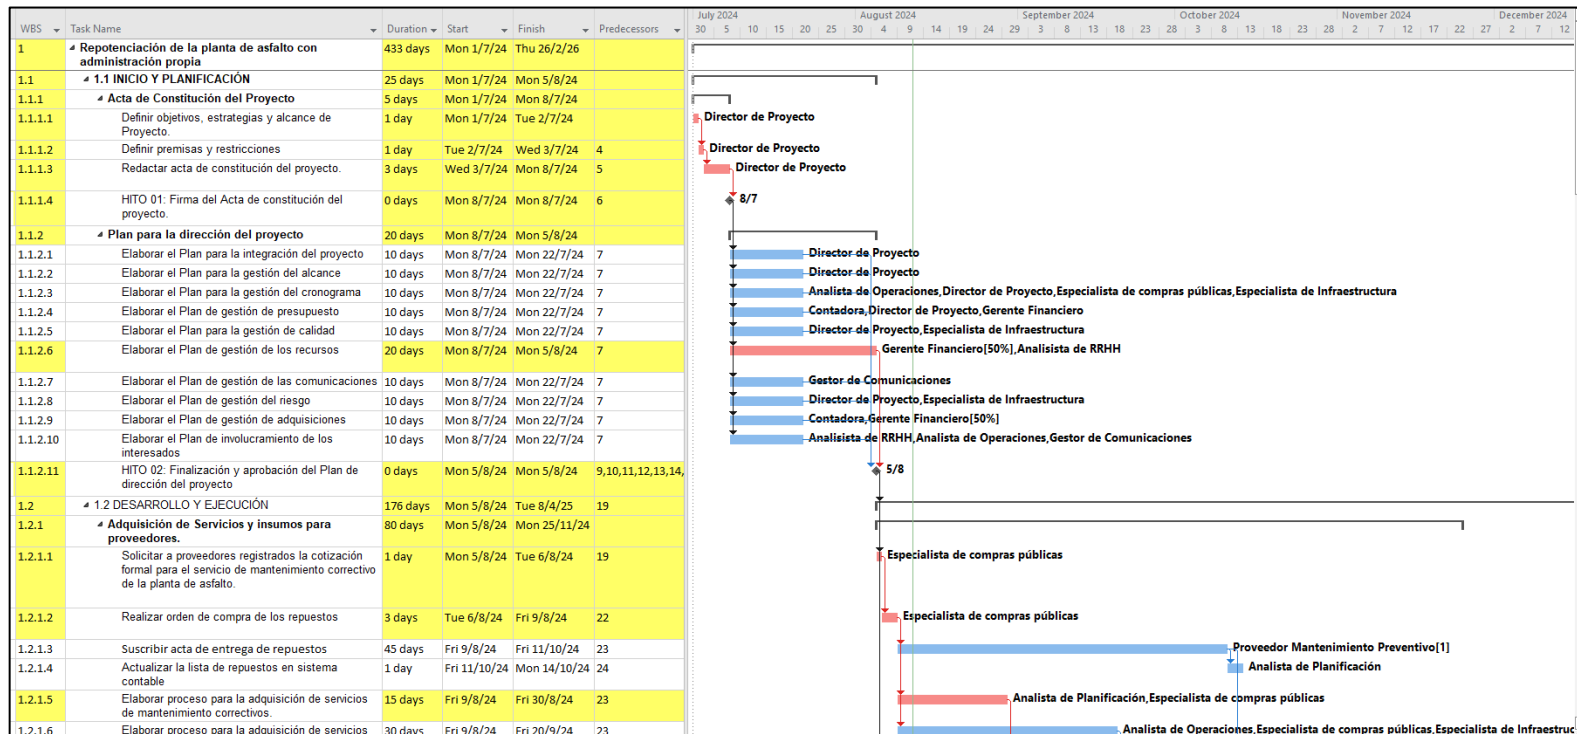 July 2024 August 2024 September 2024 October 2024 November 2024 December 2024
WBS Task Name Duration Start Finish Predecessors 30 5 10 15 20 25 30 4 9 14 19 24 29 3 8 13 18 23 28 3 8 13 18 23 28 2 7 12 17 22 27 2 7 12
1 Repotenciación de la planta de asfalto con 433 days Mon 1/7/24 Thu 26/2/26
administración propia
1.1 1.1 INICIO Y PLANIFICACIÓN 25 days Mon 1/7/24 Mon 5/8/24
1.1.1 Acta de Constitución del Proyecto 5 days Mon 1/7/24 Mon 8/7/24
1.1.1.1 Definir objetivos, estrategias y alcance de 1 day Mon 1/7/24 Tue 2/7/24 Director de Proyecto
Proyecto.
1.1.1.2 Definir premisas y restricciones 1 day Tue 2/7/24 Wed 3/7/24 4 Director de Proyecto
1.1.1.3 Redactar acta de constitución del proyecto. 3 days Wed 3/7/24 Mon 8/7/24 5 Director de Proyecto
1.1.1.4 HITO 01: Firma del Acta de constitución del 0 days Mon 8/7/24 Mon 8/7/24 6 8/7
proyecto.
1.1.2 Plan para la dirección del proyecto 20 days Mon 8/7/24 Mon 5/8/24
1.1.2.1 Elaborar el Plan para la integración del proyecto 10 days Mon 8/7/24 Mon 22/7/24 7 Director de Proyecto
1.1.2.2 Elaborar el Plan para la gestión del alcance 10 days Mon 8/7/24 Mon 22/7/24 7 Director de Proyecto
1.1.2.3 Elaborar el Plan para la gestión del cronograma 10 days Mon 8/7/24 Mon 22/7/24 7 Analista de Operaciones,Director de Proyecto,Especialista de compras públicas,Especialista de Infraestructura
1.1.2.4 Elaborar el Plan de gestión de presupuesto 10 days Mon 8/7/24 Mon 22/7/24 7 Contadora,Director de Proyecto,Gerente Financiero
1.1.2.5 Elaborar el Plan para la gestión de calidad 10 days Mon 8/7/24 Mon 22/7/24 7 Director de Proyecto,Especialista de Infraestructura
1.1.2.6 Elaborar el Plan de gestión de los recursos 20 days Mon 8/7/24 Mon 5/8/24 7 Gerente Financiero[50%],Analisista de RRHH
1.1.2.7 Elaborar el Plan de gestión de las comunicaciones 10 days Mon 8/7/24 Mon 22/7/24 7 Gestor de Comunicaciones
1.1.2.8 Elaborar el Plan de gestión del riesgo 10 days Mon 8/7/24 Mon 22/7/24 7 Director de Proyecto,Especialista de Infraestructura
1.1.2.9 Elaborar el Plan de gestión de adquisiciones 10 days Mon 8/7/24 Mon 22/7/24 7 Contadora,Gerente Financiero[50%]
1.1.2.10 Elaborar el Plan de involucramiento de los 10 days Mon 8/7/24 Mon 22/7/24 7 Analisista de RRHH,Analista de Operaciones,Gestor de Comunicaciones
interesados
1.1.2.11 HITO 02: Finalización y aprobación del Plan de 0 days Mon 5/8/24 Mon 5/8/24 9,10,11,12,13,14, 5/8
dirección del proyecto
1.2 1.2 DESARROLLO Y EJECUCIÓN 176 days Mon 5/8/24 Tue 8/4/25 19
1.2.1 Adquisición de Servicios y insumos para 80 days Mon 5/8/24 Mon 25/11/24
proveedores.
1.2.1.1 Solicitar a proveedores registrados la cotización 1 day Mon 5/8/24 Tue 6/8/24 19 Especialista de compras públicas
formal para el servicio de mantenimiento correctivo
de la planta de asfalto.
1.2.1.2 Realizar orden de compra de los repuestos 3 days Tue 6/8/24 Fri 9/8/24 22 Especialista de compras públicas
1.2.1.3 Suscribir acta de entrega de repuestos 45 days Fri 9/8/24 Fri 11/10/24 23 Proveedor Mantenimiento Preventivo[1]
1.2.1.4 Actualizar la lista de repuestos en sistema 1 day Fri 11/10/24 Mon 14/10/24 24 Analista de Planificación
contable
1.2.1.5 Elaborar proceso para la adquisición de servicios 15 days Fri 9/8/24 Fri 30/8/24 23 Analista de Planificación,Especialista de compras públicas
de mantenimiento correctivos.
1.2.1.6 Elaborar proceso para la adquisición de servicios 30 days Fri 9/8/24 Fri 20/9/24 23 Analista de Operaciones,Especialista de compras públicas,Especialista de Infraestruc